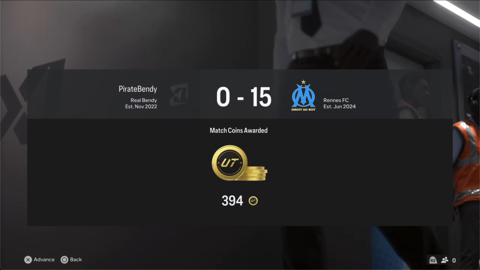 PirateBendy
Real Bendy
Est. Nov 2022
0 - 15
Rennes FC
Est. Jun 2024
Match Coins Awarded
UT
394
Advance
Back
0